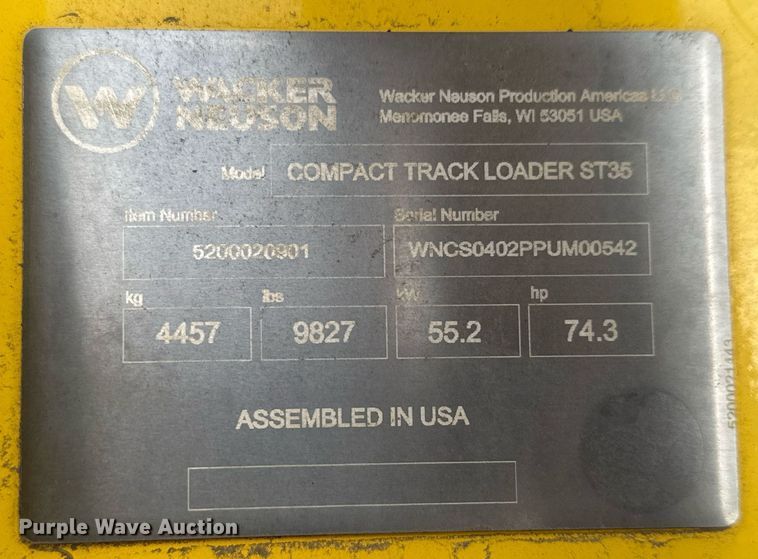 W
WACKER
NEUSON
Wacker Neuson Production Americas LLC
Menomonee Falls, WI 53051 USA
Model COMPACT TRACK LOADER ST35
Item Number Serial Number
5200020901 WNCS0402PPUM00542
kg lbs kW hp
4457 9827 55.2 74.3
ASSEMBLED IN USA
Purple Wave Auction